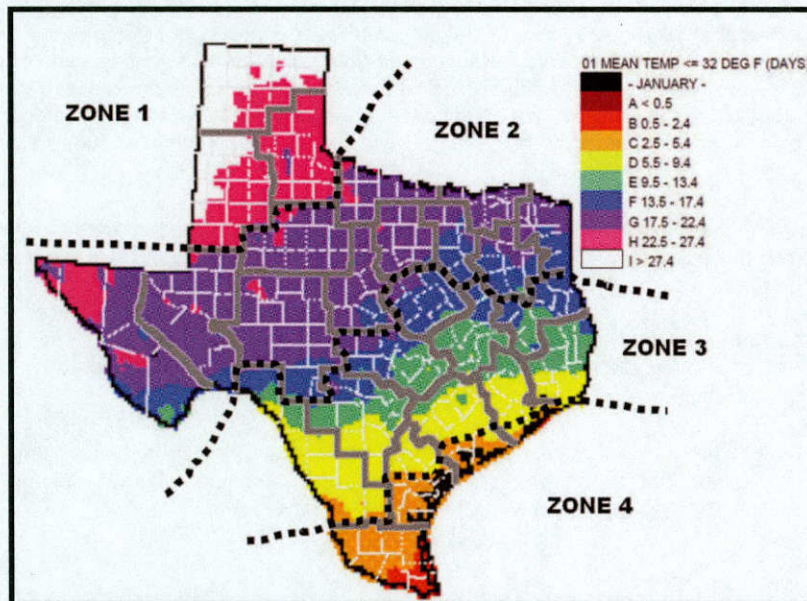 01 MEAN TEMP <= 32 DEG F (DAYS)
- JANUARY -
A < 0.5
B 0.5 - 2.4
C 2.5 - 5.4
D 5.5 - 9.4
E 9.5 - 13.4
F 13.5 - 17.4
G 17.5 - 22.4
H 22.5 - 27.4
I > 27.4
ZONE 1
ZONE 2
ZONE 3
ZONE 4